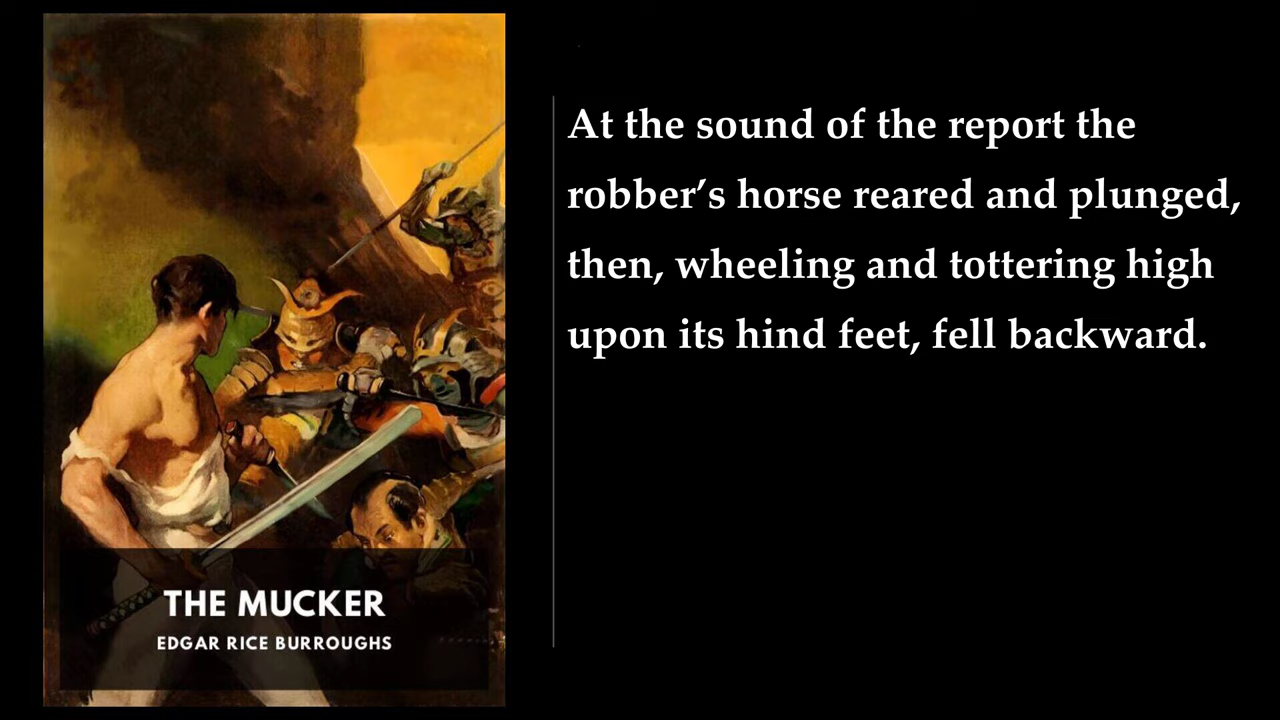 THE MUCKER
EDGAR RICE BURROUGHS
At the sound of the report the
robber’s horse reared and plunged,
then, wheeling and tottering high
upon its hind feet, fell backward.